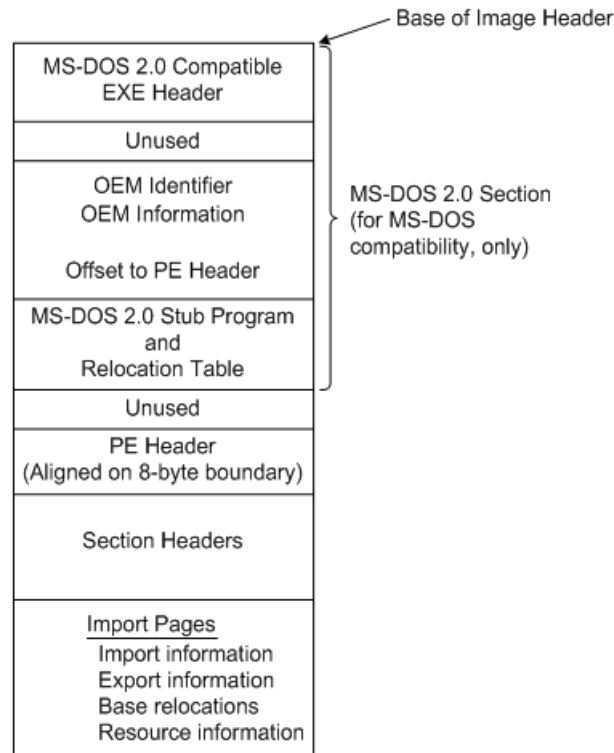 Base of Image Header
MS-DOS 2.0 Compatible
EXE Header
Unused
OEM Identifier
OEM Information
Offset to PE Header
MS-DOS 2.0 Section
(for MS-DOS
compatibility, only)
MS-DOS 2.0 Stub Program
and
Relocation Table
Unused
PE Header
(Aligned on 8-byte boundary)
Section Headers
Import Pages
Import information
Export information
Base relocations
Resource information